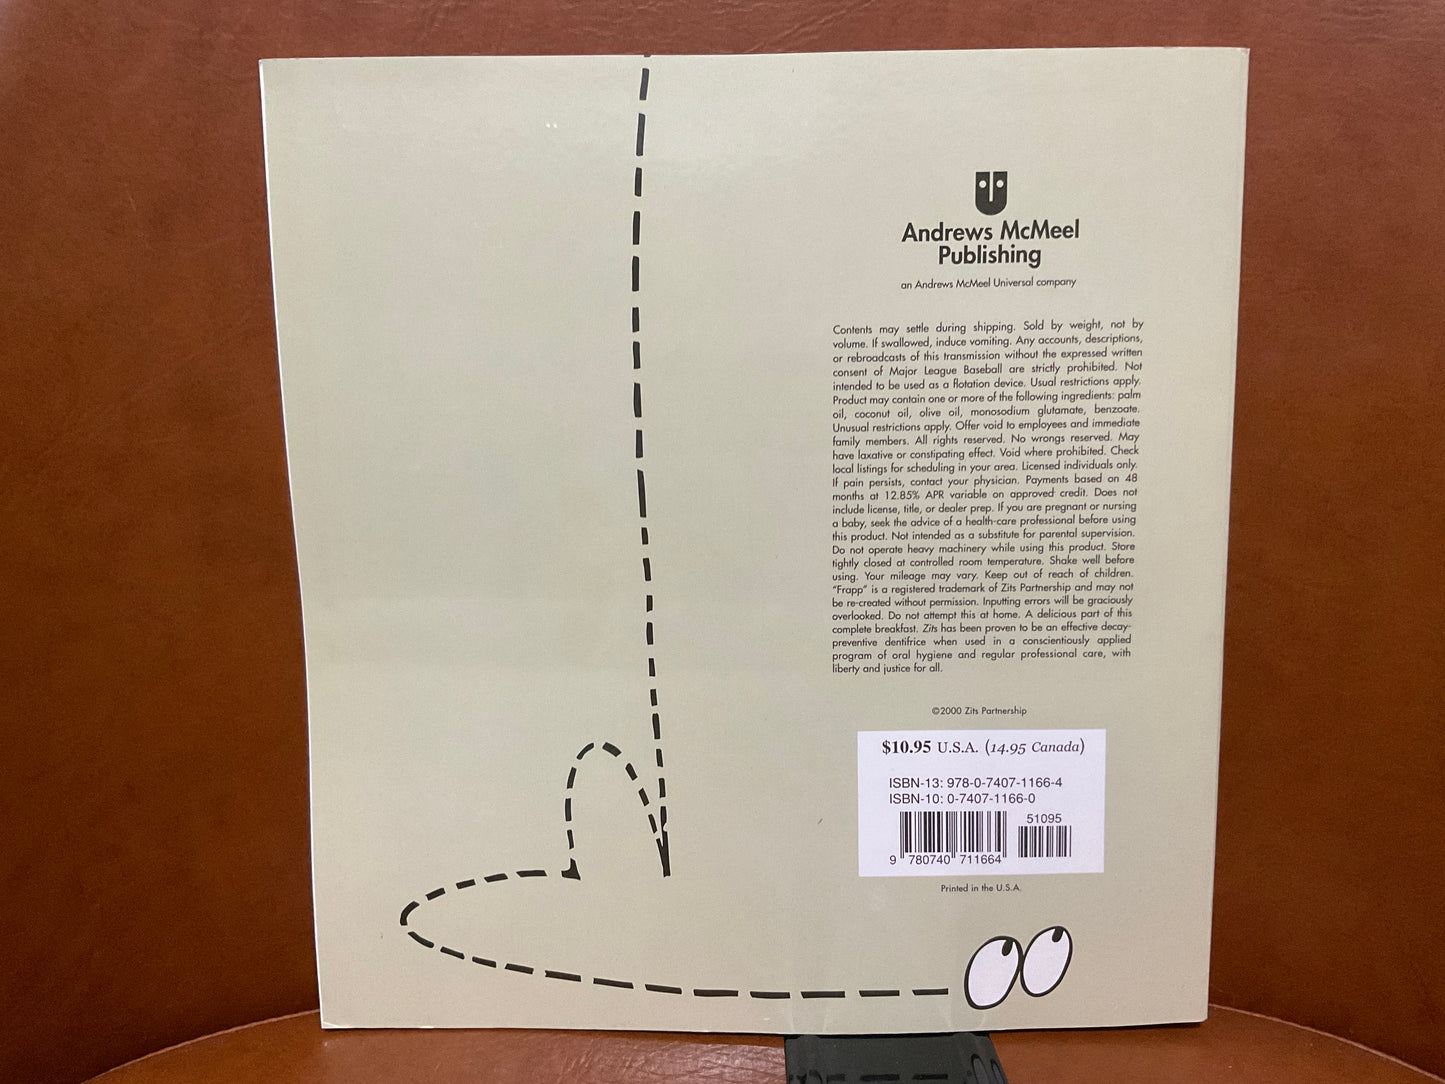 Andrews McMeel
Publishing
an Andrews McMeel Universal company
Contents may settle during shipping. Sold by weight, not by
volume. If swallowed, induce vomiting. Any accounts, descriptions,
or rebroadcasts of this transmission without the expressed written
consent of Major League Baseball are strictly prohibited. Not
intended to be used as a flotation device. Usual restrictions apply.
Product may contain one or more of the following ingredients: palm
oil, coconut oil, olive oil, monosodium glutamate, benzoate.
Unusual restrictions apply. Offer void to employees and immediate
family members. All rights reserved. No wrongs reserved. May
have laxative or constipating effect. Void where prohibited. Check
local listings for scheduling in your area. Licensed individuals only.
If pain persists, contact your physician. Payments based on 48
months at 12.85% APR variable on approved credit. Does not
include license, title, or dealer prep. If you are pregnant or nursing
a baby, seek the advice of a health-care professional before using
this product. Not intended as a substitute for parental supervision.
Do not operate heavy machinery while using this product. Store
tightly closed at controlled room temperature. Shake well before
using. Your mileage may vary. Keep out of reach of children.
"Frapp" is a registered trademark of Zits Partnership and may not
be re-created without permission. Inputting errors will be graciously
overlooked. Do not attempt this at home. A delicious part of this
complete breakfast. Zits has been proven to be an effective decay-
preventive dentifrice when used in a conscientiously applied
program of oral hygiene and regular professional care, with
liberty and justice for all.
©2000 Zits Partnership
$10.95 U.S.A. (14.95 Canada)
ISBN-13: 978-0-7407-1166-4
ISBN-10: 0-7407-1166-0
51095
9 780740 711664
Printed in the U.S.A.